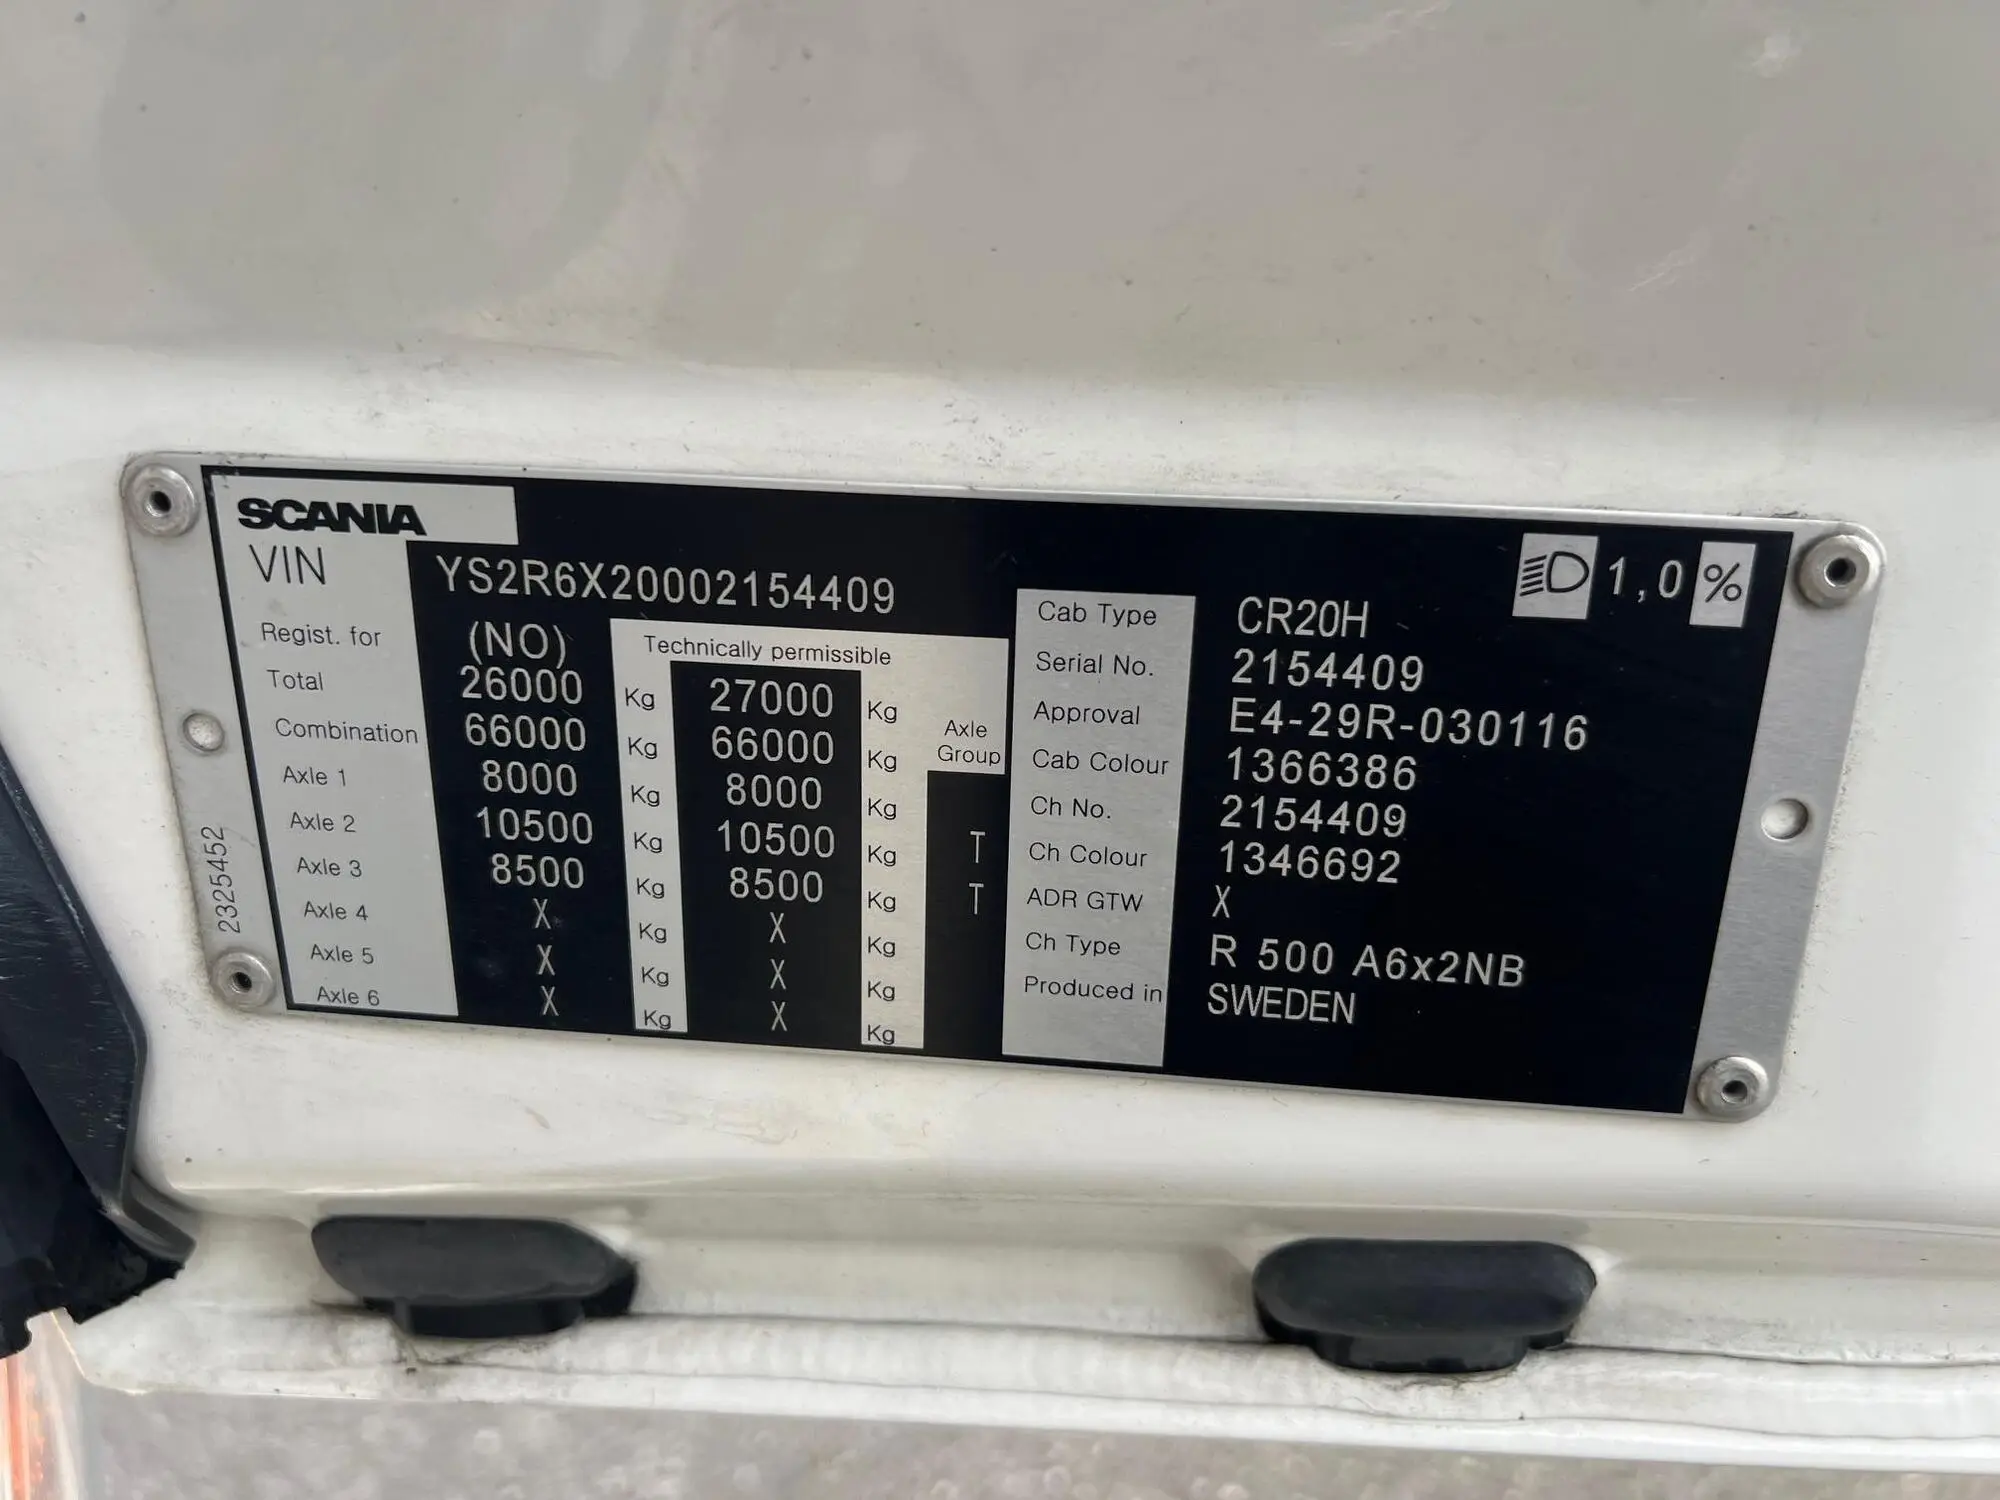 SCANIA
VIN YS2R6X20002154409
1,0 %
Regist. for (NO) Technically permissible
Total 26000 Kg 27000 Kg
Combination 66000 Kg 66000 Kg Axle Group
Axle 1 8000 Kg 8000 Kg
Axle 2 10500 Kg 10500 Kg T
Axle 3 8500 Kg 8500 Kg T
Axle 4 X Kg X Kg
Axle 5 X Kg X Kg
Axle 6 X Kg X Kg
Cab Type CR20H
Serial No. 2154409
Approval E4-29R-030116
Cab Colour 1366386
Ch No. 2154409
Ch Colour 1346692
ADR GTW X
Ch Type R 500 A6x2NB
Produced in SWEDEN
2325452